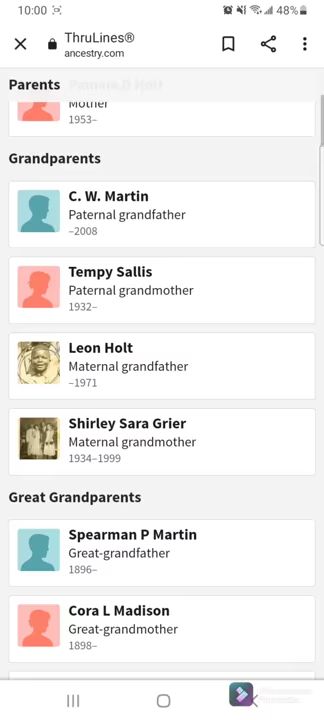 10:00
48%
ThruLines®
ancestry.com
Parents
Mother
1953–
Grandparents
C. W. Martin
Paternal grandfather
–2008
Tempy Sallis
Paternal grandmother
1932–
Leon Holt
Maternal grandfather
–1971
Shirley Sara Grier
Maternal grandmother
1934–1999
Great Grandparents
Spearman P Martin
Great-grandfather
1896–
Cora L Madison
Great-grandmother
1898–